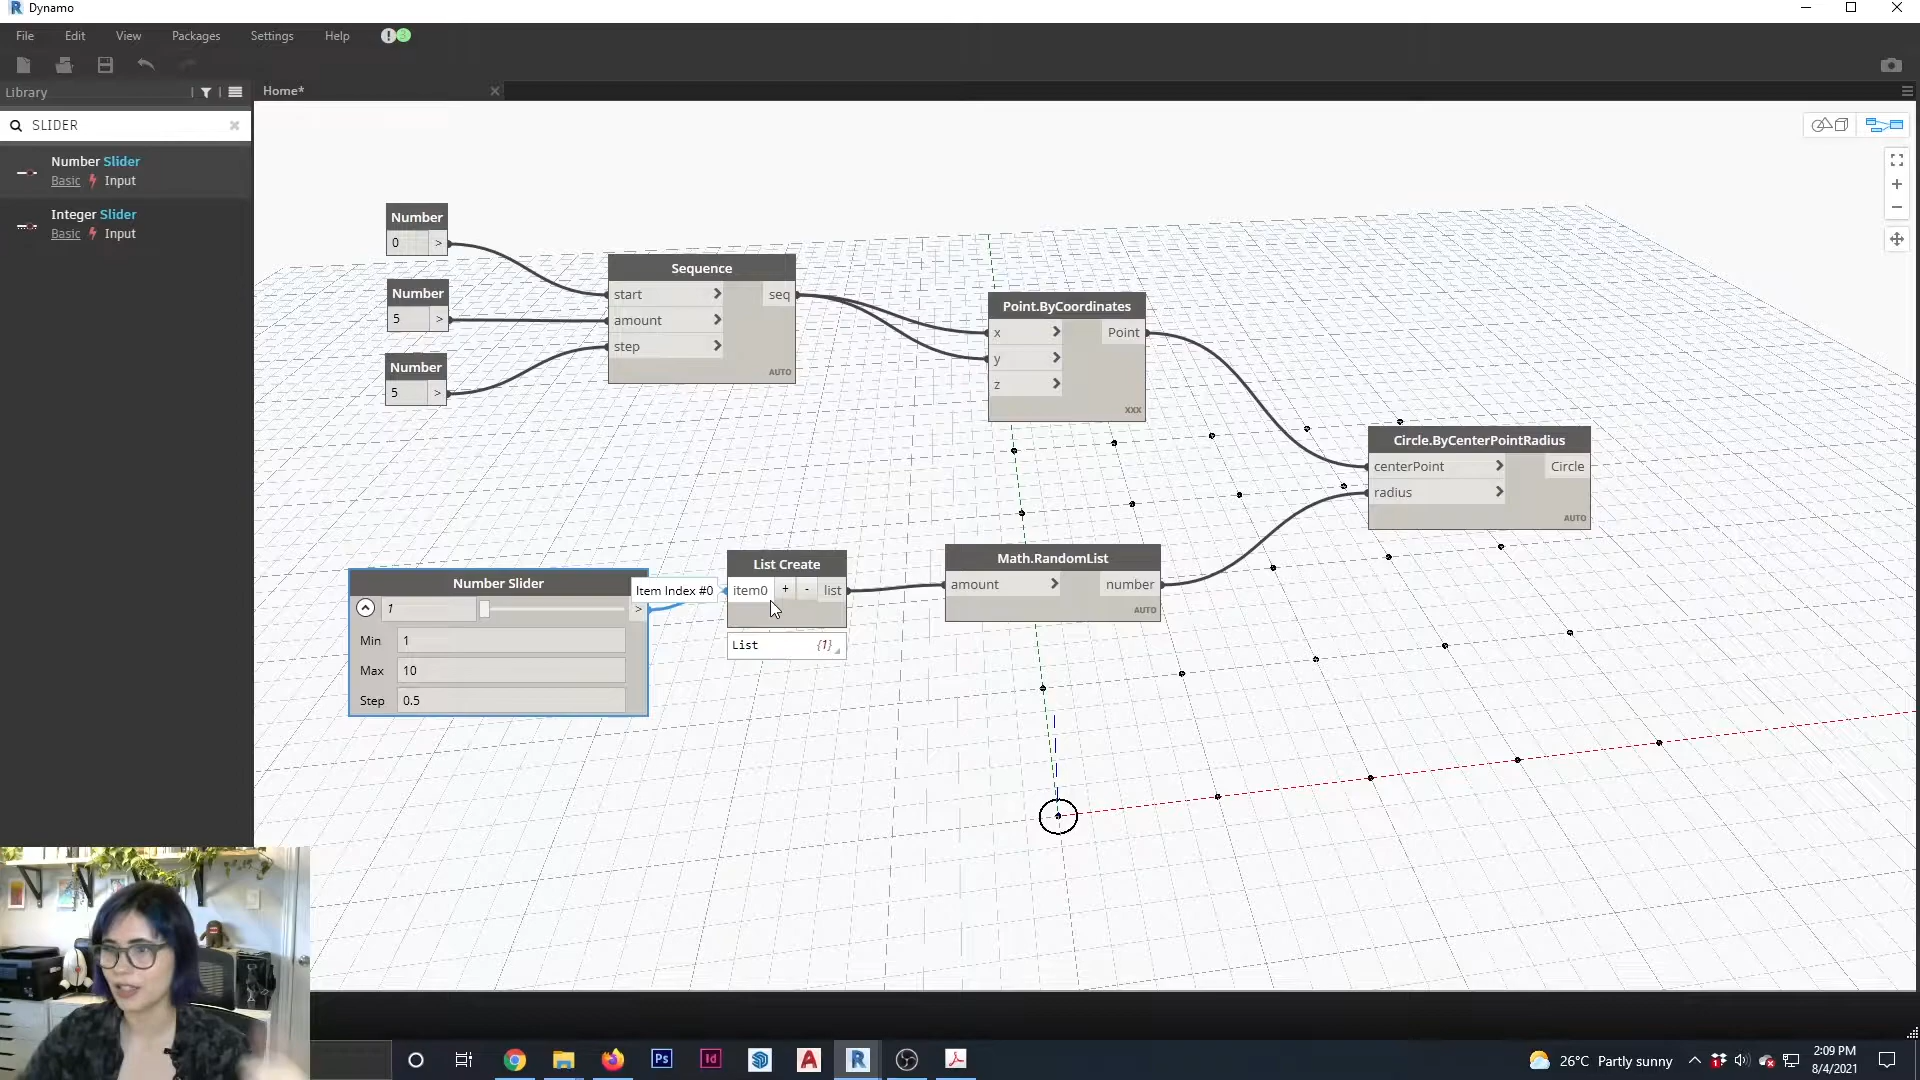 Dynamo
File Edit View Packages Settings Help
Library
Home*
SLIDER
Number Slider
Basic Input
Integer Slider
Basic Input
Number
0 >
Number
5 >
Number
5 >
Sequence
start > seq
amount >
step >
AUTO
Point.ByCoordinates
x > Point
y >
z >
XXX
Circle.ByCenterPointRadius
centerPoint > Circle
radius >
AUTO
Number Slider
1 >
Min 1
Max 10
Step 0.5
Item Index #0
List Create
item0 + - list
List {1}
Math.RandomList
amount > number
AUTO
Ps Id A R
26°C Partly sunny
2:09 PM
8/4/2021